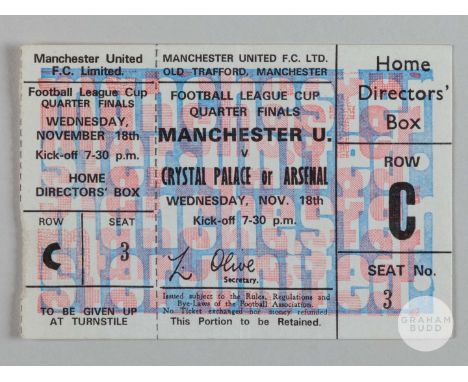 Manchester United
F.C. Limited.
Football League Cup
QUARTER FINALS
WEDNESDAY,
NOVEMBER 18th
Kick-off 7-30 p.m.
HOME
DIRECTORS' BOX
ROW
SEAT
C
3
TO BE GIVEN UP
AT TURNSTILE
MANCHESTER UNITED F.C. LTD.
OLD TRAFFORD, MANCHESTER
FOOTBALL LEAGUE CUP
QUARTER FINALS
MANCHESTER U.
v
CRYSTAL PALACE or ARSENAL
WEDNESDAY, NOV. 18th
Kick-off 7-30 p.m.
L. Olive
Secretary.
Issued subject to the Rules, Regulations and
Bye-Laws of the Football Association.
No Ticket exchanged nor money refunded
This Portion to be Retained.
Home
Directors'
Box
ROW
C
SEAT No.
3
GRAHAM
BUDD